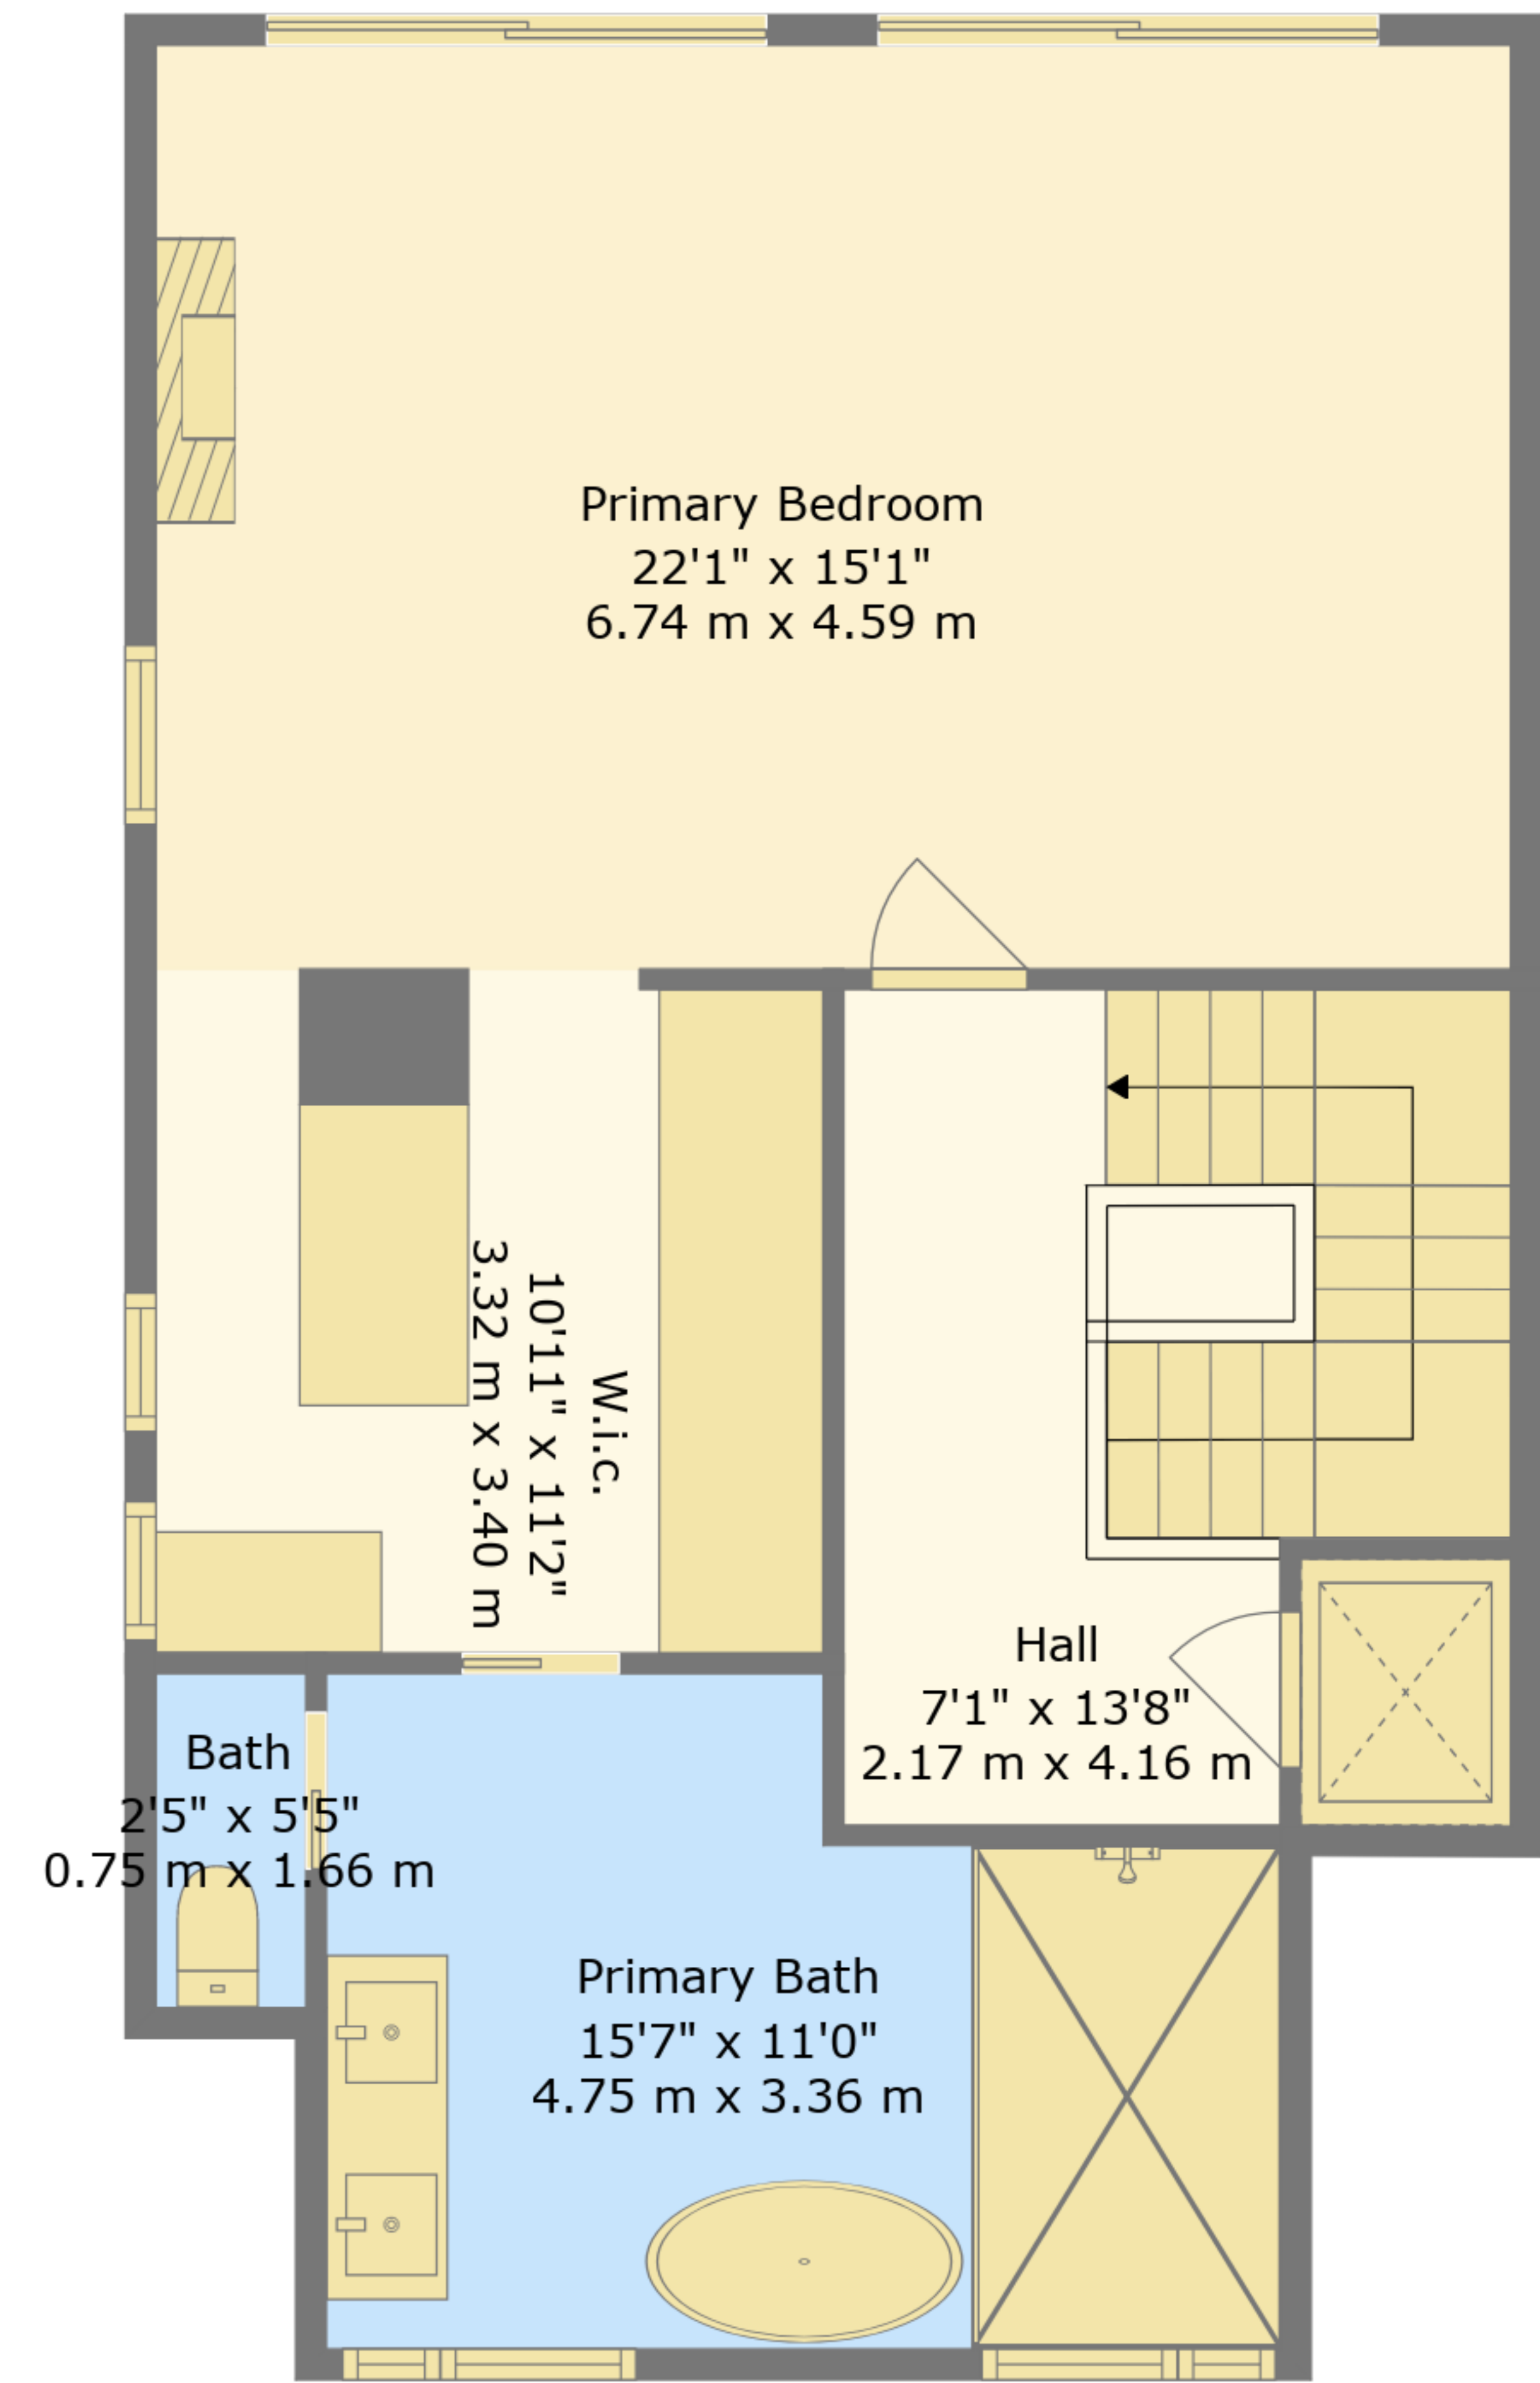 Primary Bedroom
22'1" x 15'1"
6.74 m x 4.59 m
W.i.c.
10'11" x 11'2"
3.32 m x 3.40 m
Hall
7'1" x 13'8"
2.17 m x 4.16 m
Bath
2'5" x 5'5"
0.75 m x 1.66 m
Primary Bath
15'7" x 11'0"
4.75 m x 3.36 m